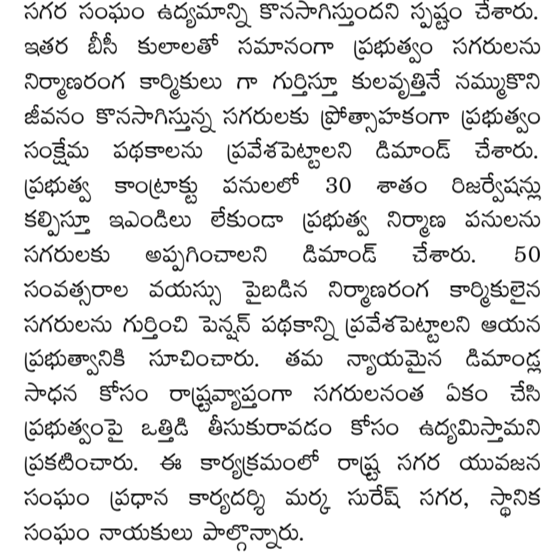 సగర సంఘం ఉద్యమాన్ని కొనసాగిస్తుందని స్పష్టం చేశారు.
ఇతర బీసీ కులాలతో సమానంగా ప్రభుత్వం సగరులను
నిర్మాణరంగ కార్మికులు గా గుర్తిస్తూ కులవృత్తినే నమ్ముకొని
జీవనం కొనసాగిస్తున్న సగరులకు ప్రోత్సాహకంగా ప్రభుత్వం
సంక్షేమ పథకాలను ప్రవేశపెట్టాలని డిమాండ్ చేశారు.
ప్రభుత్వ కాంట్రాక్టు పనులలో 30 శాతం రిజర్వేషన్లు
కల్పిస్తూ ఇఎండిలు లేకుండా ప్రభుత్వ నిర్మాణ పనులను
సగరులకు అప్పగించాలని డిమాండ్ చేశారు. 50
సంవత్సరాల వయస్సు పైబడిన నిర్మాణరంగ కార్మికులైన
సగరులను గుర్తించి పెన్షన్ పథకాన్ని ప్రవేశపెట్టాలని ఆయన
ప్రభుత్వానికి సూచించారు. తమ న్యాయమైన డిమాండ్ల
సాధన కోసం రాష్ట్రవ్యాప్తంగా సగరులనంత ఏకం చేసి
ప్రభుత్వంపై ఒత్తిడి తీసుకురావడం కోసం ఉద్యమిస్తామని
ప్రకటించారు. ఈ కార్యక్రమంలో రాష్ట్ర సగర యువజన
సంఘం ప్రధాన కార్యదర్శి మర్క సురేష్ సగర, స్థానిక
సంఘం నాయకులు పాల్గొన్నారు.